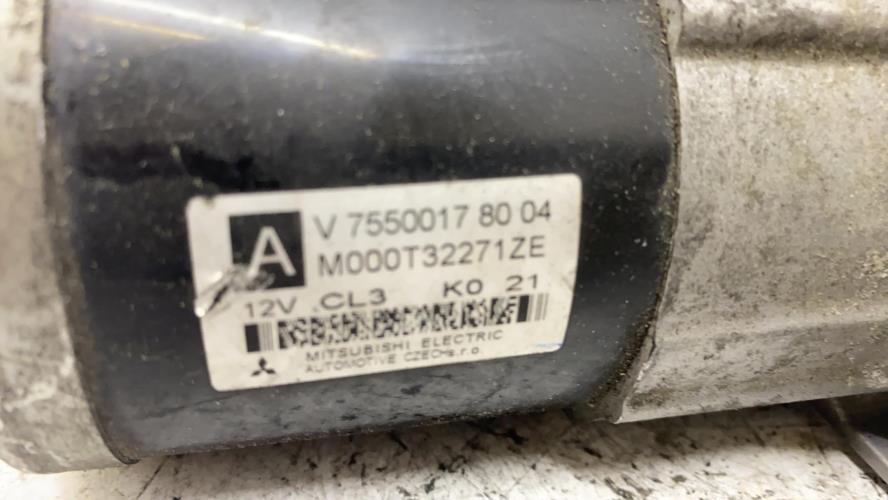 A
V 7550017 80 04
M000T32271ZE
12V CL3 K0 21
MITSUBISHI ELECTRIC
AUTOMOTIVE CZECH s.r.o.